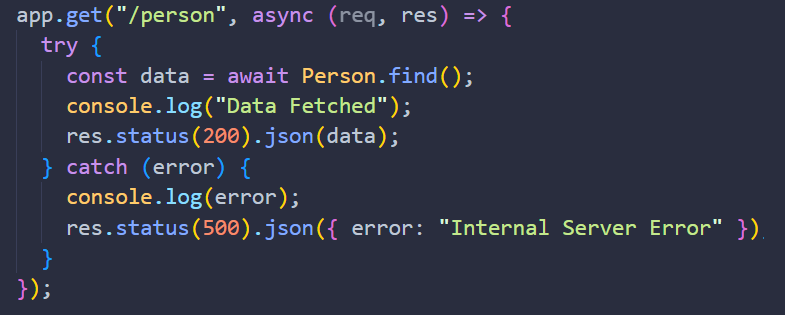 app.get("/person", async (req, res) => {
  try {
    const data = await Person.find();
    console.log("Data Fetched");
    res.status(200).json(data);
  } catch (error) {
    console.log(error);
    res.status(500).json({ error: "Internal Server Error" })
  }
});